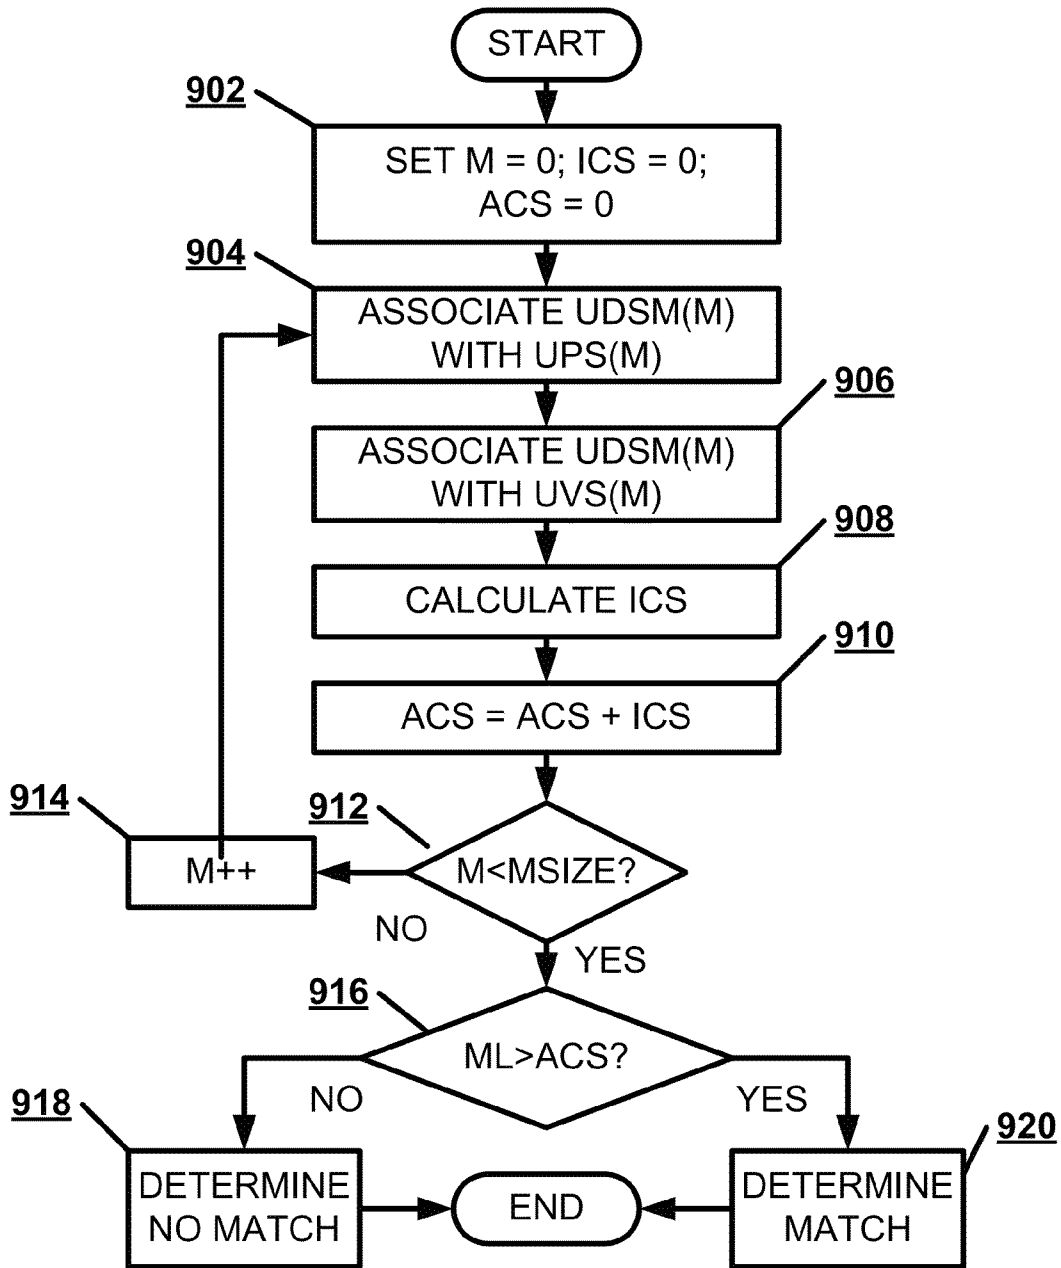 START
902
SET M = 0; ICS = 0;
ACS = 0
904
ASSOCIATE UDSM(M)
WITH UPS(M)
906
ASSOCIATE UDSM(M)
WITH UVS(M)
908
CALCULATE ICS
910
ACS = ACS + ICS
914
912
M++
M<MSIZE?
NO
YES
916
ML>ACS?
NO
YES
918
920
DETERMINE
NO MATCH
END
DETERMINE
MATCH